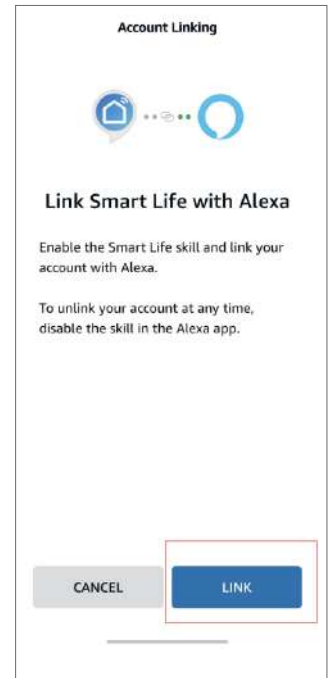 Account Linking
Link Smart Life with Alexa
Enable the Smart Life skill and link your
account with Alexa.
To unlink your account at any time,
disable the skill in the Alexa app.
CANCEL
LINK